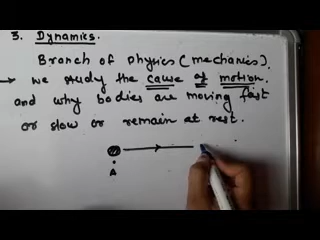 3. Dynamics.
Branch of physics (mechanics).
→ we study the cause of motion.
and why bodies are moving fast
or slow or remain at rest.
A